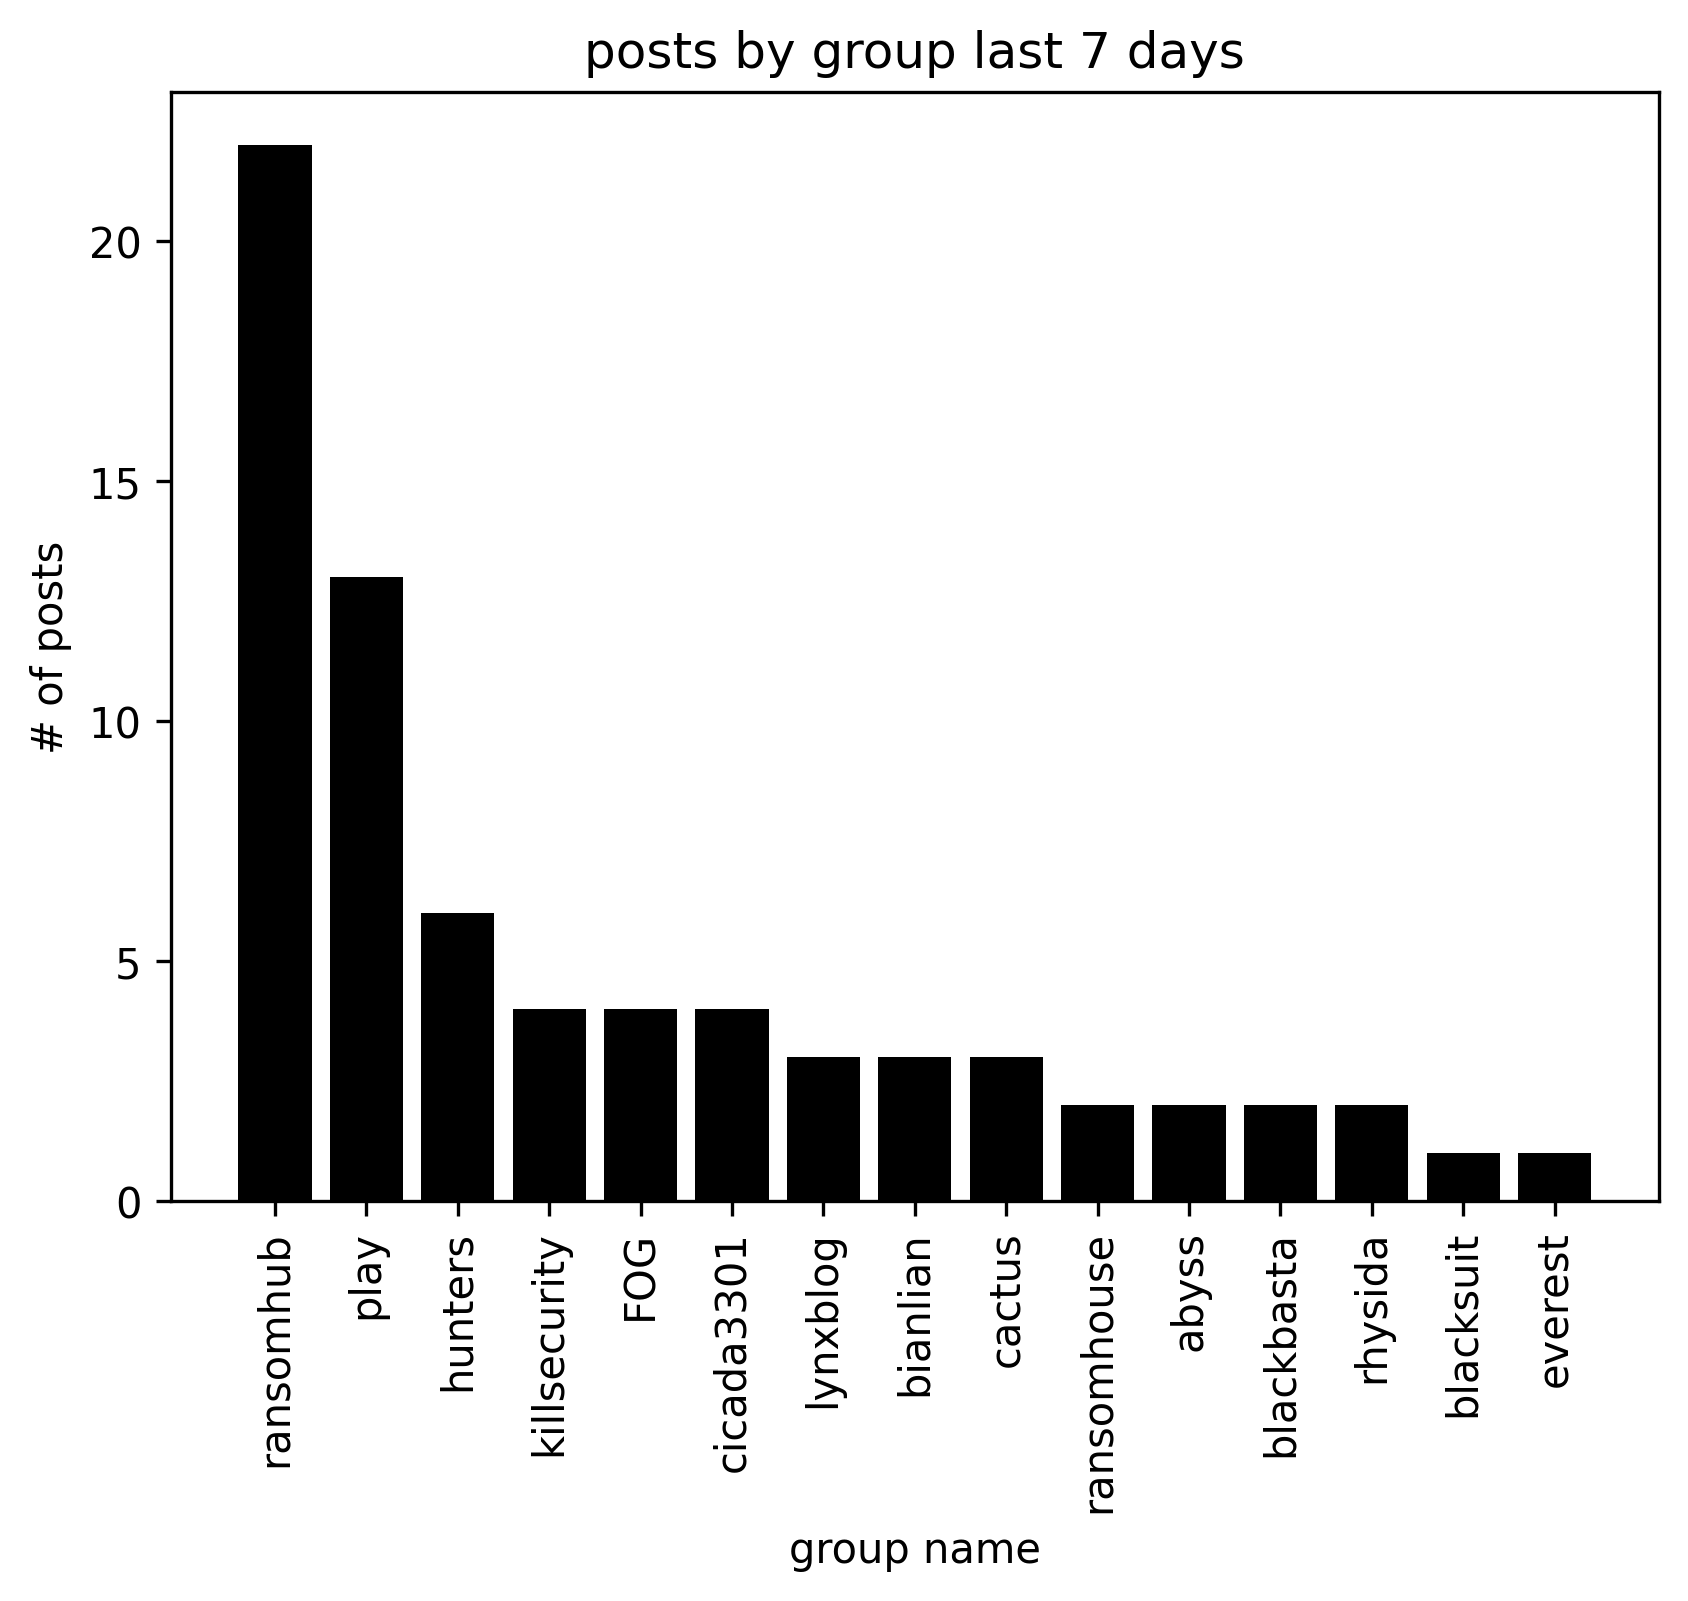 posts by group last 7 days
# of posts
20
15
10
5
0
ransomhub
play
hunters
killsecurity
FOG
cicada3301
lynxblog
bianlian
cactus
ransomhouse
abyss
blackbasta
rhysida
blacksuit
everest
group name